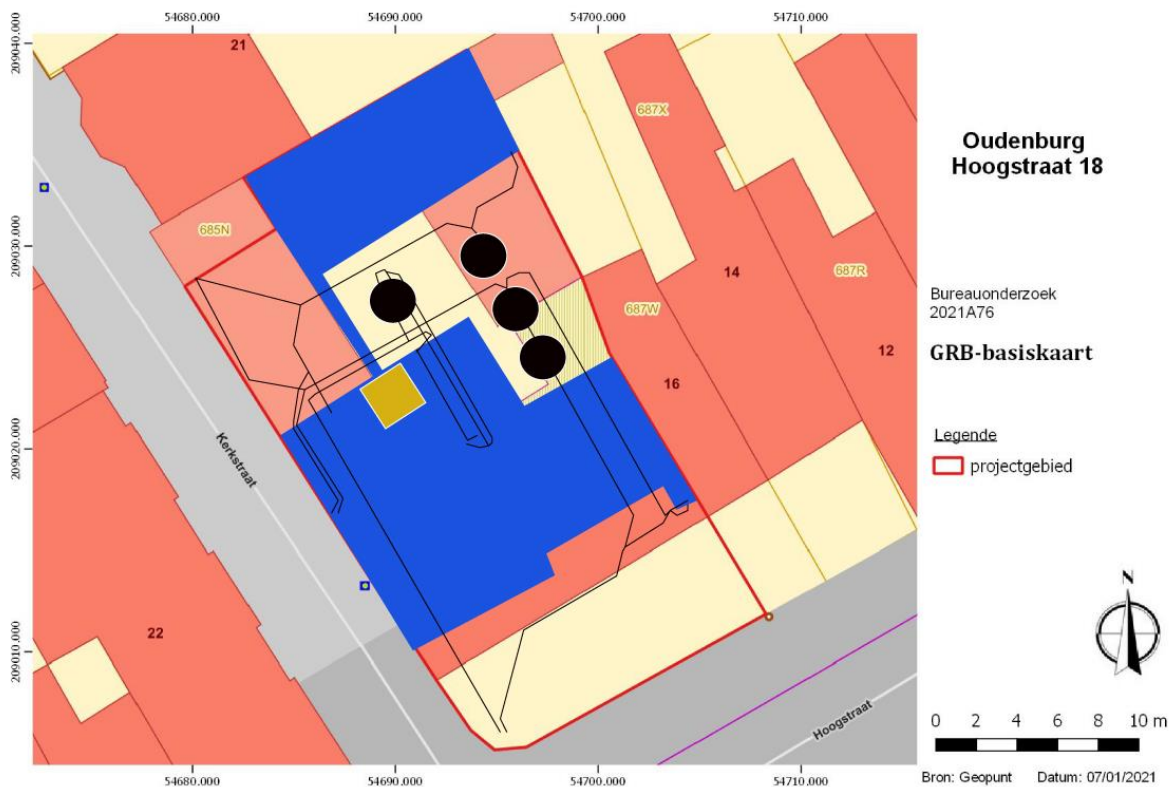 54680.000 54690.000 54700.000 54710.000
209040.000
209030.000
209020.000
209010.000
21
687X
685N
14
687R
687W
12
16
Kerkstraat
22
Hoogstraat
54680.000 54690.000 54700.000 54710.000
Oudenburg
Hoogstraat 18
Bureauonderzoek
2021A76
GRB-basiskaart
Legende
projectgebied
N
0 2 4 6 8 10 m
Bron: Geopunt Datum: 07/01/2021